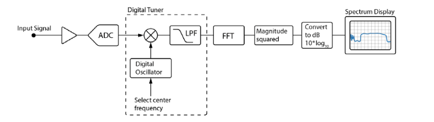 Digital Tuner
Spectrum Display
Input Signal
ADC
LPF
FFT
Magnitude
squared
Convert
to dB
10*log10
Digital
Oscillator
Select center
frequency